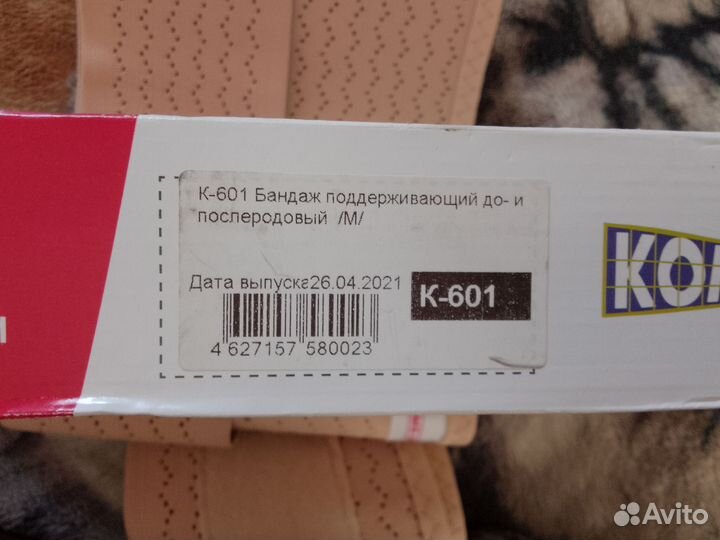 К-601 Бандаж поддерживающий до- и
послеродовый /М/
Дата выпуска26.04.2021
К-601
4 627157 580023
Avito